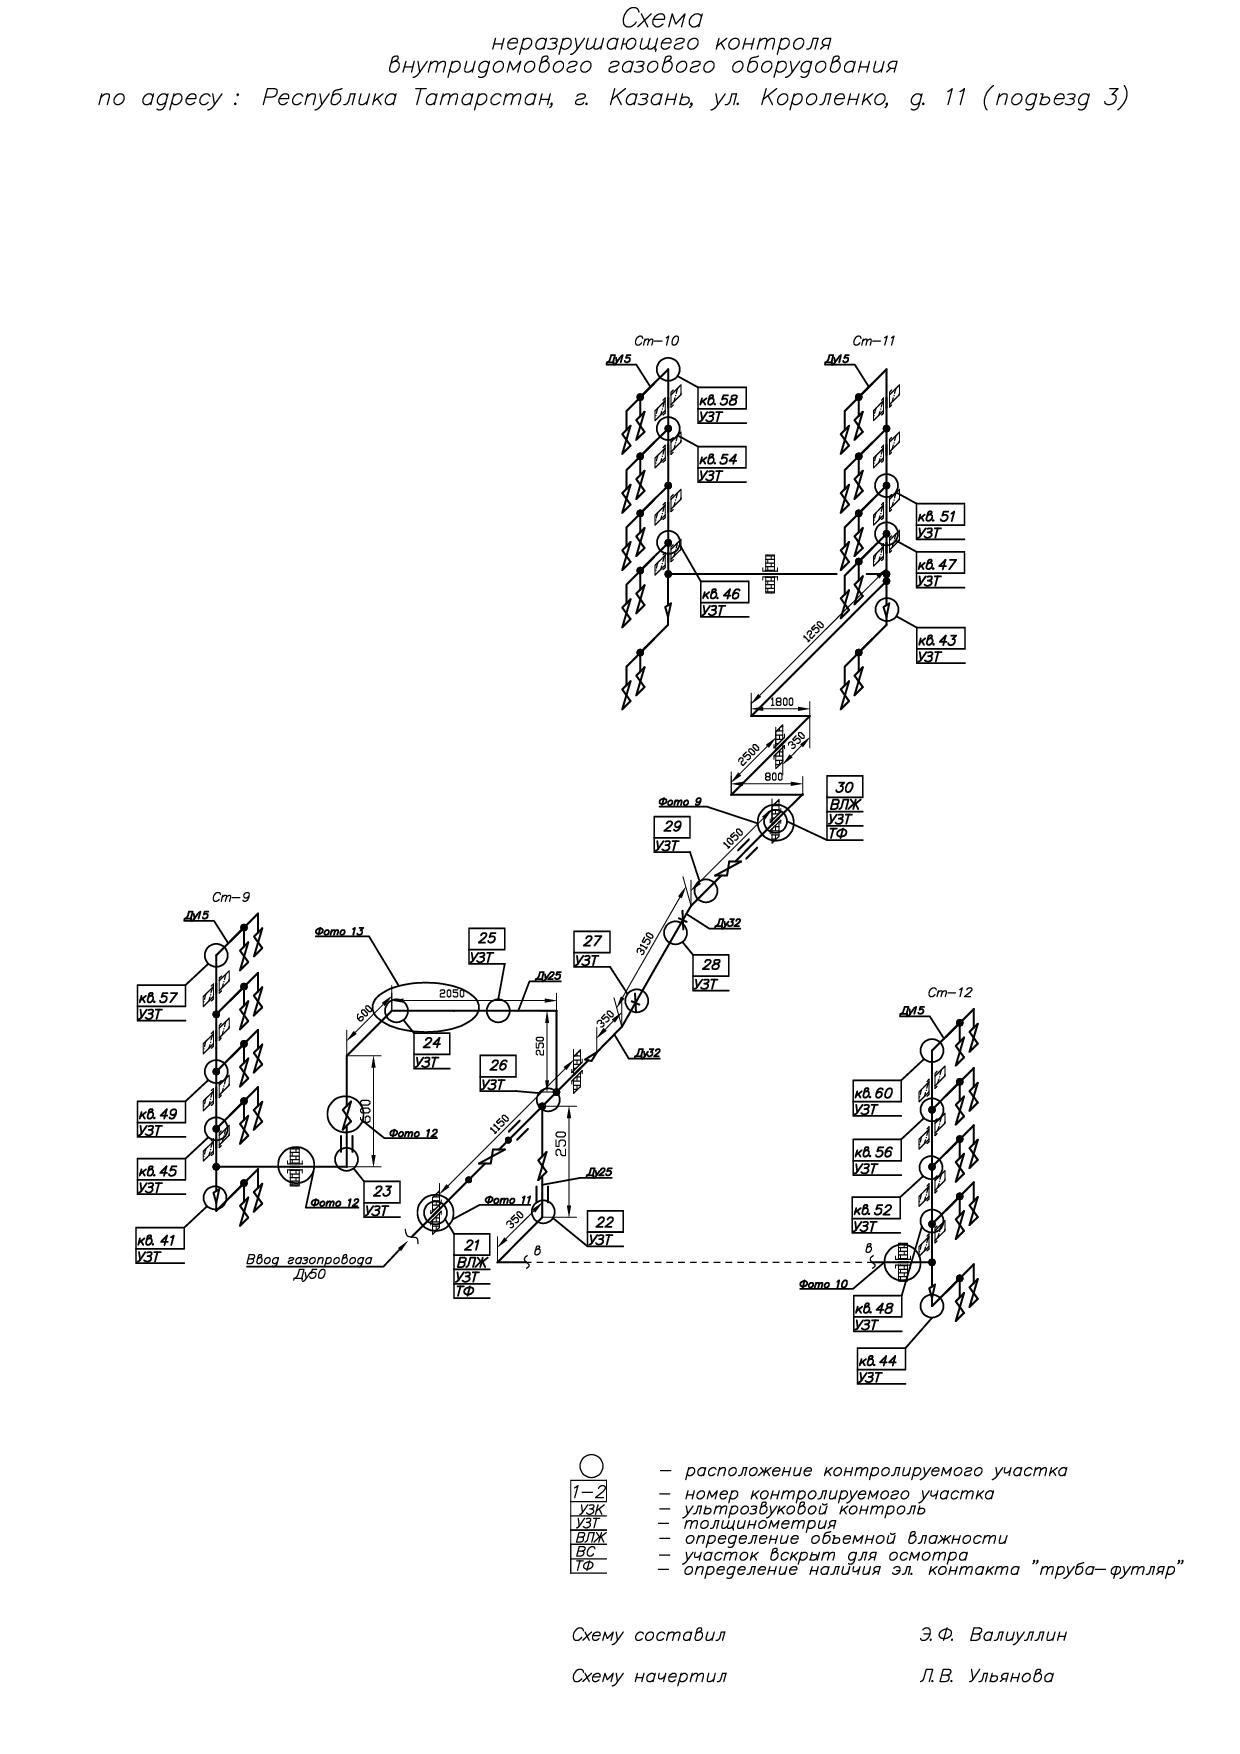 Схема
неразрушающего контроля
внутридомового газового оборудования
по адресу : Республика Татарстан, г. Казань, ул. Короленко, д. 11 (подъезд 3)
Ст-10
Ст-11
Ду15
Ду15
кв. 58
УЗТ
кв. 54
УЗТ
кв. 51
УЗТ
кв. 47
УЗТ
кв. 46
УЗТ
1250
кв. 43
УЗТ
1800
2500
350
800
30
ВЛЖ
УЗТ
ТФ
Фото 9
29
УЗТ
1050
Ст-9
Ду15
Фото 13
25
УЗТ
27
УЗТ
3150
Ду32
28
УЗТ
кв. 57
УЗТ
600
2050
Ду25
24
УЗТ
250
350
Ду32
26
УЗТ
Ст-12
Ду15
кв. 60
УЗТ
кв. 49
УЗТ
600
Фото 12
1150
250
кв. 56
УЗТ
кв. 45
УЗТ
Фото 12
23
УЗТ
Фото 11
Ду25
350
22
УЗТ
кв. 52
УЗТ
кв. 41
УЗТ
Ввод газопровода
Ду50
21
ВЛЖ
УЗТ
ТФ
в
в
Фото 10
кв. 48
УЗТ
кв. 44
УЗТ
– расположение контролируемого участка
1-2 – номер контролируемого участка
УЗК – ультрозвуковой контроль
УЗТ – толщинометрия
ВЛЖ – определение обьемной влажности
ВС – участок вскрыт для осмотра
ТФ – определение наличия эл. контакта "труба-футляр"
Схему составил Э.Ф. Валиуллин
Схему начертил Л.В. Ульянова